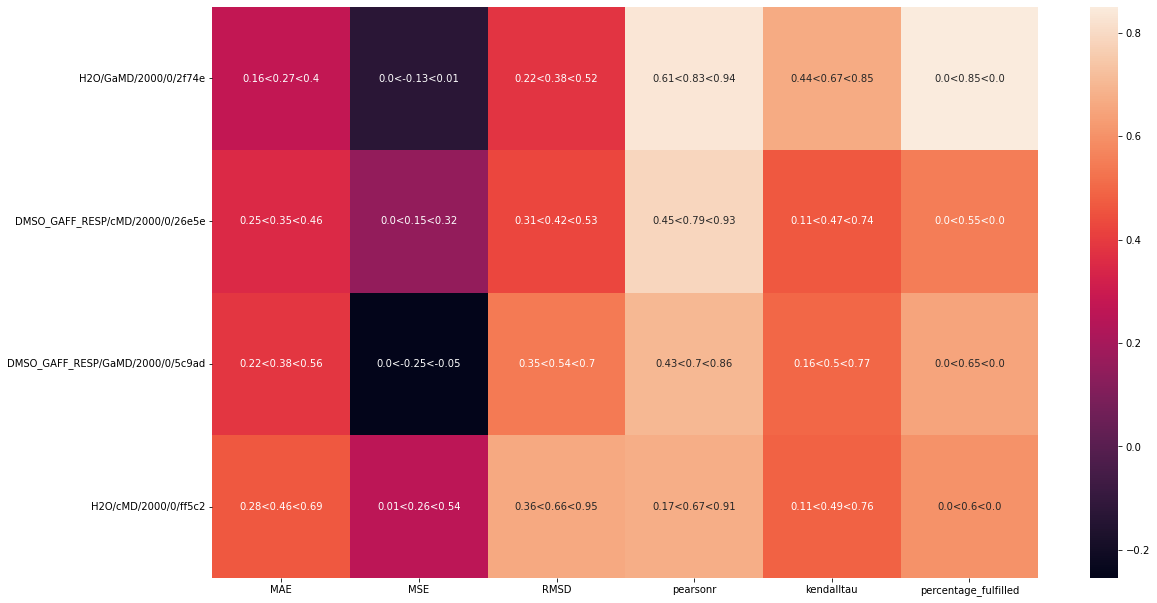 H2O/GaMD/2000/0/2f74e 0.16<0.27<0.4 0.0<-0.13<0.01 0.22<0.38<0.52 0.61<0.83<0.94 0.44<0.67<0.85 0.0<0.85<0.0
DMSO_GAFF_RESP/cMD/2000/0/26e5e 0.25<0.35<0.46 0.0<0.15<0.32 0.31<0.42<0.53 0.45<0.79<0.93 0.11<0.47<0.74 0.0<0.55<0.0
DMSO_GAFF_RESP/GaMD/2000/0/5c9ad 0.22<0.38<0.56 0.0<-0.25<-0.05 0.35<0.54<0.7 0.43<0.7<0.86 0.16<0.5<0.77 0.0<0.65<0.0
H2O/cMD/2000/0/ff5c2 0.28<0.46<0.69 0.01<0.26<0.54 0.36<0.66<0.95 0.17<0.67<0.91 0.11<0.49<0.76 0.0<0.6<0.0
MAE MSE RMSD pearsonr kendalltau percentage_fulfilled
0.8
0.6
0.4
0.2
0.0
−0.2